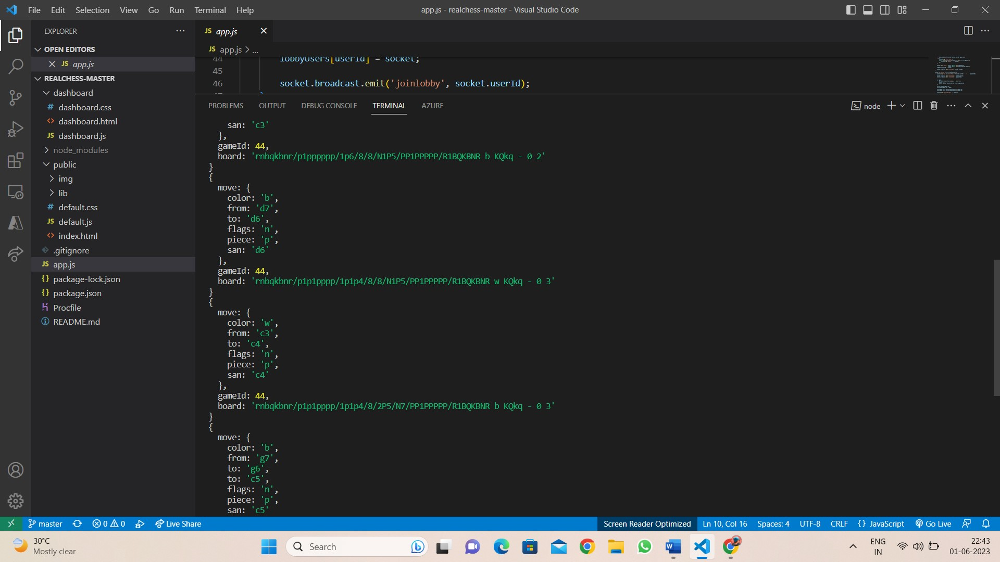 File Edit Selection View Go Run Terminal Help
app.js - realchess-master - Visual Studio Code
EXPLORER
OPEN EDITORS
JS app.js
REALCHESS-MASTER
dashboard
# dashboard.css
<> dashboard.html
JS dashboard.js
node_modules
public
img
lib
# default.css
JS default.js
<> index.html
.gitignore
JS app.js
{} package-lock.json
{} package.json
Procfile
README.md
JS app.js
JS app.js > ...
44 lobbyUsers[userId] = socket;
45
46 socket.broadcast.emit('joinlobby', socket.userId);
PROBLEMS OUTPUT DEBUG CONSOLE TERMINAL AZURE
node
san: 'c3'
},
gameId: 44,
board: 'rnbqkbnr/p1pppppp/1p6/8/8/N1P5/PP1PPPPP/R1BQKBNR b KQkq - 0 2'
}
{
move: {
color: 'b',
from: 'd7',
to: 'd6',
flags: 'n',
piece: 'p',
san: 'd6'
},
gameId: 44,
board: 'rnbqkbnr/p1p1pppp/1p1p4/8/8/N1P5/PP1PPPPP/R1BQKBNR w KQkq - 0 3'
}
{
move: {
color: 'w',
from: 'c3',
to: 'c4',
flags: 'n',
piece: 'p',
san: 'c4'
},
gameId: 44,
board: 'rnbqkbnr/p1p1pppp/1p1p4/8/2P5/N7/PP1PPPPP/R1BQKBNR b KQkq - 0 3'
}
{
move: {
color: 'b',
from: 'g7',
to: 'g6',
to: 'c5',
flags: 'n',
piece: 'p',
san: 'c5'
master 0 0 Live Share
Screen Reader Optimized Ln 10, Col 16 Spaces: 4 UTF-8 CRLF {} JavaScript Go Live
30°C
Mostly clear
Search
ENG
IN
22:43
01-06-2023